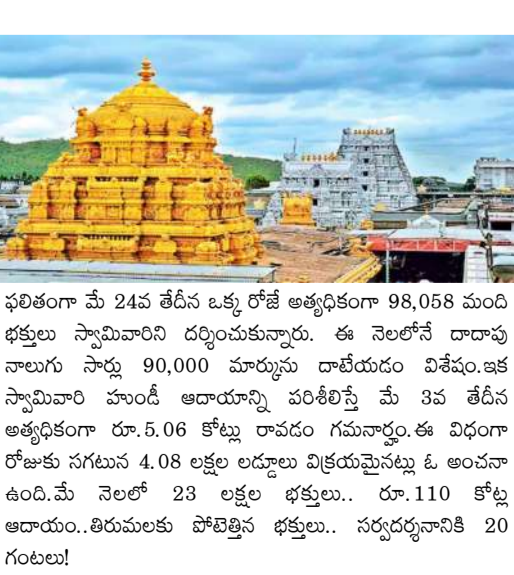 ఫలితంగా మే 24వ తేదీన ఒక్క రోజే అత్యధికంగా 98,058 మంది
భక్తులు స్వామివారిని దర్శించుకున్నారు. ఈ నెలలోనే దాదాపు
నాలుగు సార్లు 90,000 మార్కును దాటేయడం విశేషం.ఇక
స్వామివారి హుండీ ఆదాయాన్ని పరిశీలిస్తే మే 3వ తేదీన
అత్యధికంగా రూ.5.06 కోట్లు రావడం గమనార్హం.ఈ విధంగా
రోజుకు సగటున 4.08 లక్షల లడ్డూలు విక్రయమైనట్లు ఓ అంచనా
ఉంది.మే నెలలో 23 లక్షల భక్తులు.. రూ.110 కోట్ల
ఆదాయం..తిరుమలకు పోటెత్తిన భక్తులు.. సర్వదర్శనానికి 20
గంటలు!